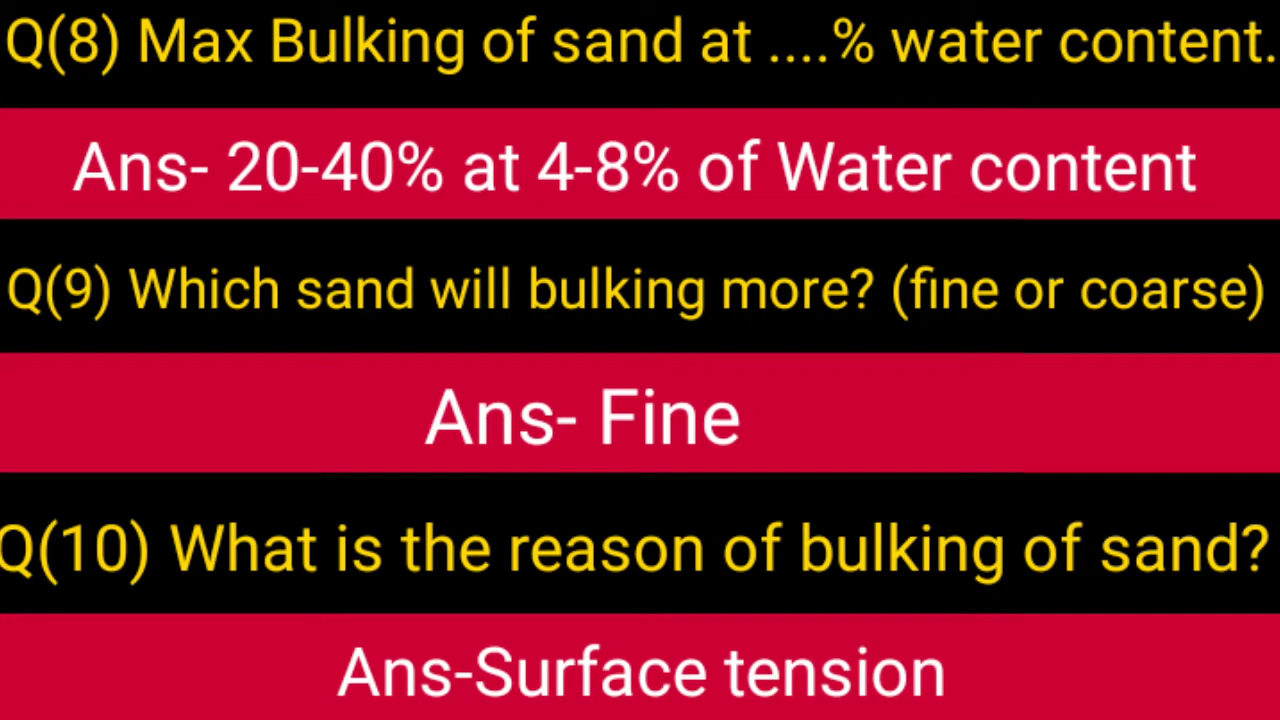 Q(8) Max Bulking of sand at ....% water content.
Ans- 20-40% at 4-8% of Water content
Q(9) Which sand will bulking more? (fine or coarse)
Ans- Fine
Q(10) What is the reason of bulking of sand?
Ans-Surface tension